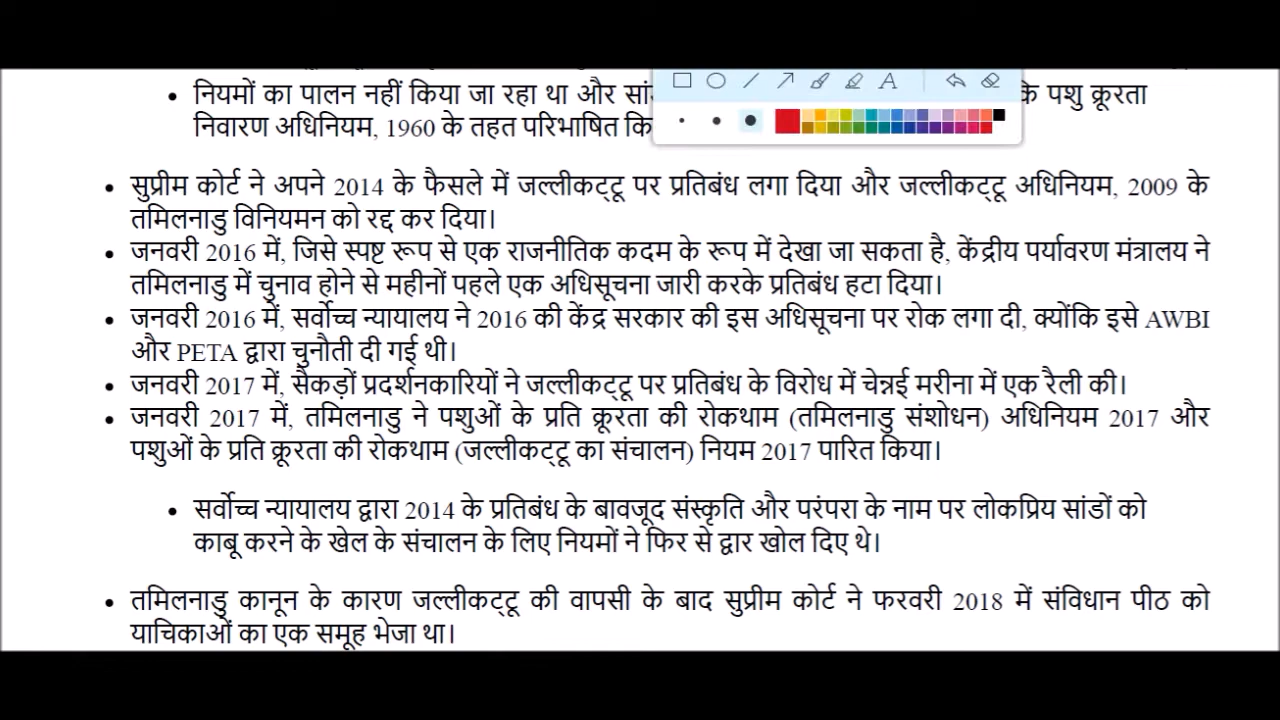 नियमों का पालन नहीं किया जा रहा था और सां
कि पशु क्रूरता
निवारण अधिनियम, 1960 के तहत परिभाषित कि
A
सुप्रीम कोर्ट ने अपने 2014 के फैसले में जल्लीकट्टू पर प्रतिबंध लगा दिया और जल्लीकट्टू अधिनियम, 2009 के
तमिलनाडु विनियमन को रद्द कर दिया।
जनवरी 2016 में, जिसे स्पष्ट रूप से एक राजनीतिक कदम के रूप में देखा जा सकता है, केंद्रीय पर्यावरण मंत्रालय ने
तमिलनाडु में चुनाव होने से महीनों पहले एक अधिसूचना जारी करके प्रतिबंध हटा दिया।
जनवरी 2016 में, सर्वोच्च न्यायालय ने 2016 की केंद्र सरकार की इस अधिसूचना पर रोक लगा दी, क्योंकि इसे AWBI
और PETA द्वारा चुनौती दी गई थी।
जनवरी 2017 में, सैकड़ों प्रदर्शनकारियों ने जल्लीकट्टू पर प्रतिबंध के विरोध में चेन्नई मरीना में एक रैली की।
जनवरी 2017 में, तमिलनाडु ने पशुओं के प्रति क्रूरता की रोकथाम (तमिलनाडु संशोधन) अधिनियम 2017 और
पशुओं के प्रति क्रूरता की रोकथाम (जल्लीकट्टू का संचालन) नियम 2017 पारित किया।
सर्वोच्च न्यायालय द्वारा 2014 के प्रतिबंध के बावजूद संस्कृति और परंपरा के नाम पर लोकप्रिय सांडों को
काबू करने के खेल के संचालन के लिए नियमों ने फिर से द्वार खोल दिए थे।
तमिलनाडु कानून के कारण जल्लीकट्टू की वापसी के बाद सुप्रीम कोर्ट ने फरवरी 2018 में संविधान पीठ को
याचिकाओं का एक समूह भेजा था।